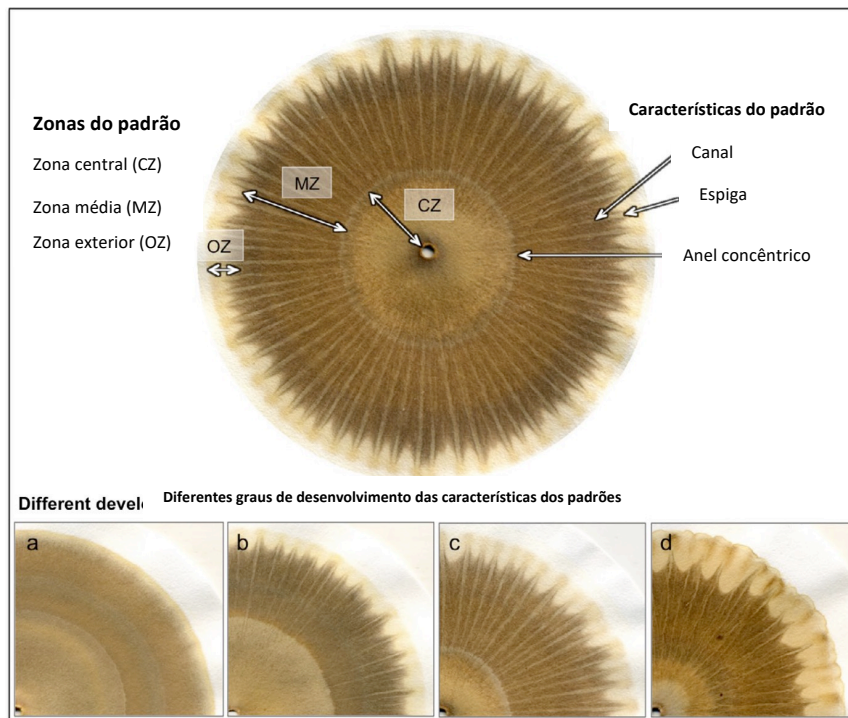 Zonas do padrão
Zona central (CZ)
Zona média (MZ)
Zona exterior (OZ)
MZ
CZ
OZ
Características do padrão
Canal
Espiga
Anel concêntrico
Different devel
Diferentes graus de desenvolvimento das características dos padrões
a
b
c
d